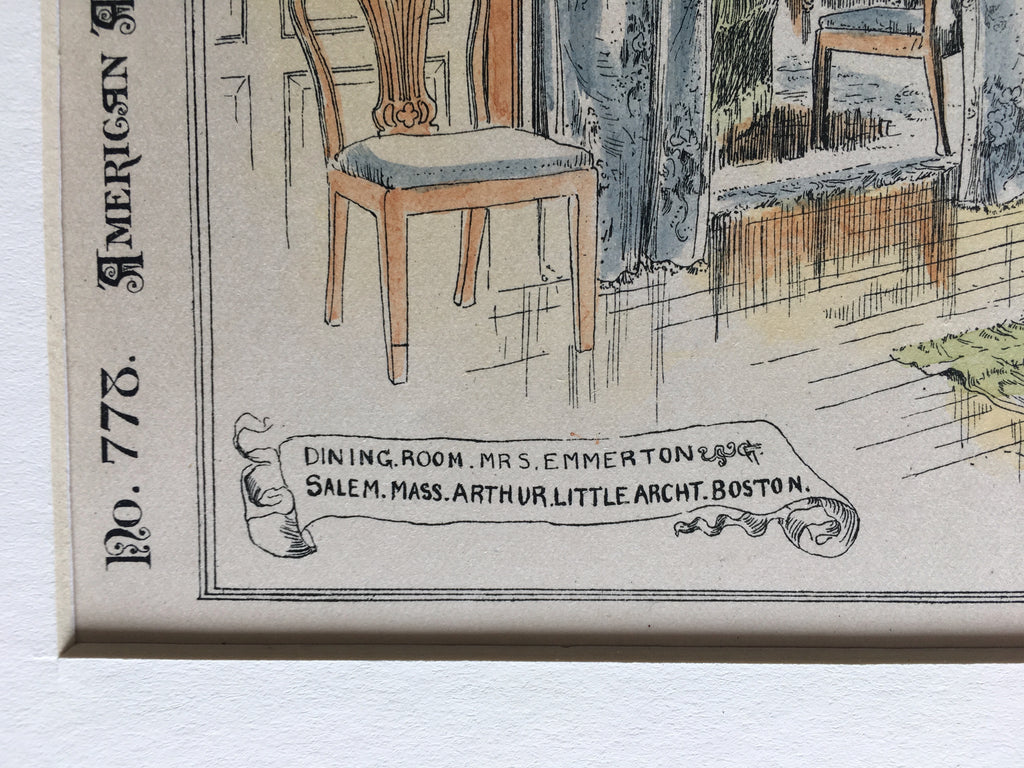 No. 778. AMERICAN A
DINING.ROOM.MRS.EMMERTON
SALEM.MASS.ARTHUR.LITTLE ARCHT.BOSTON.